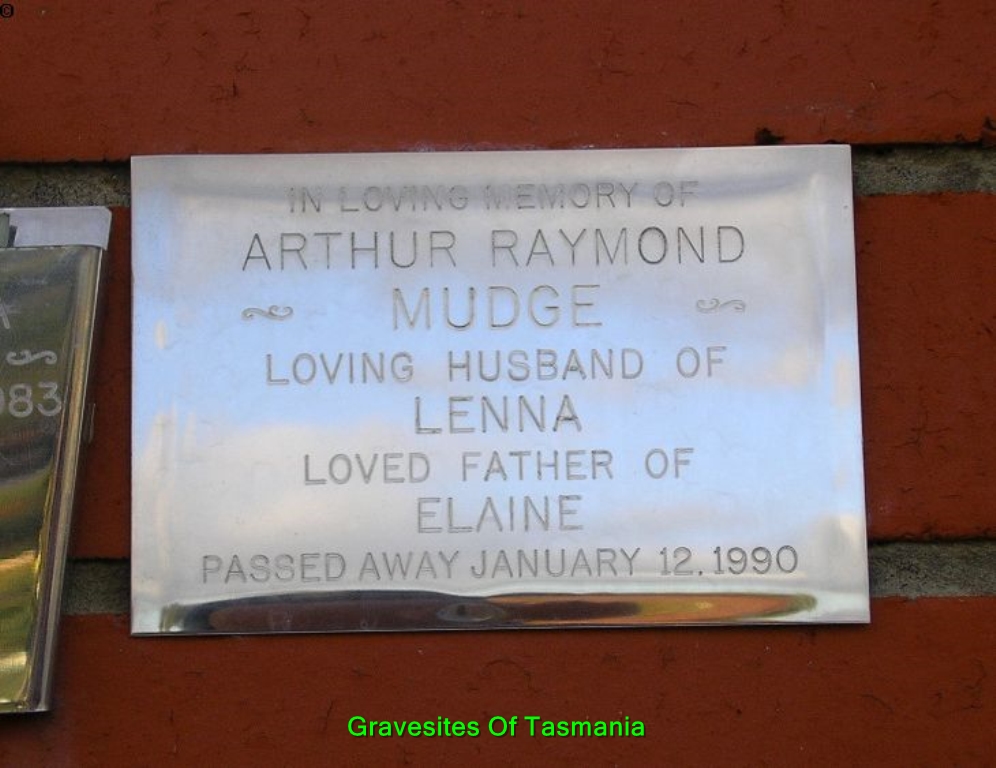 ©
IN LOVING MEMORY OF
ARTHUR RAYMOND
MUDGE
LOVING HUSBAND OF
LENNA
LOVED FATHER OF
ELAINE
PASSED AWAY JANUARY 12. 1990
983
Gravesites Of Tasmania